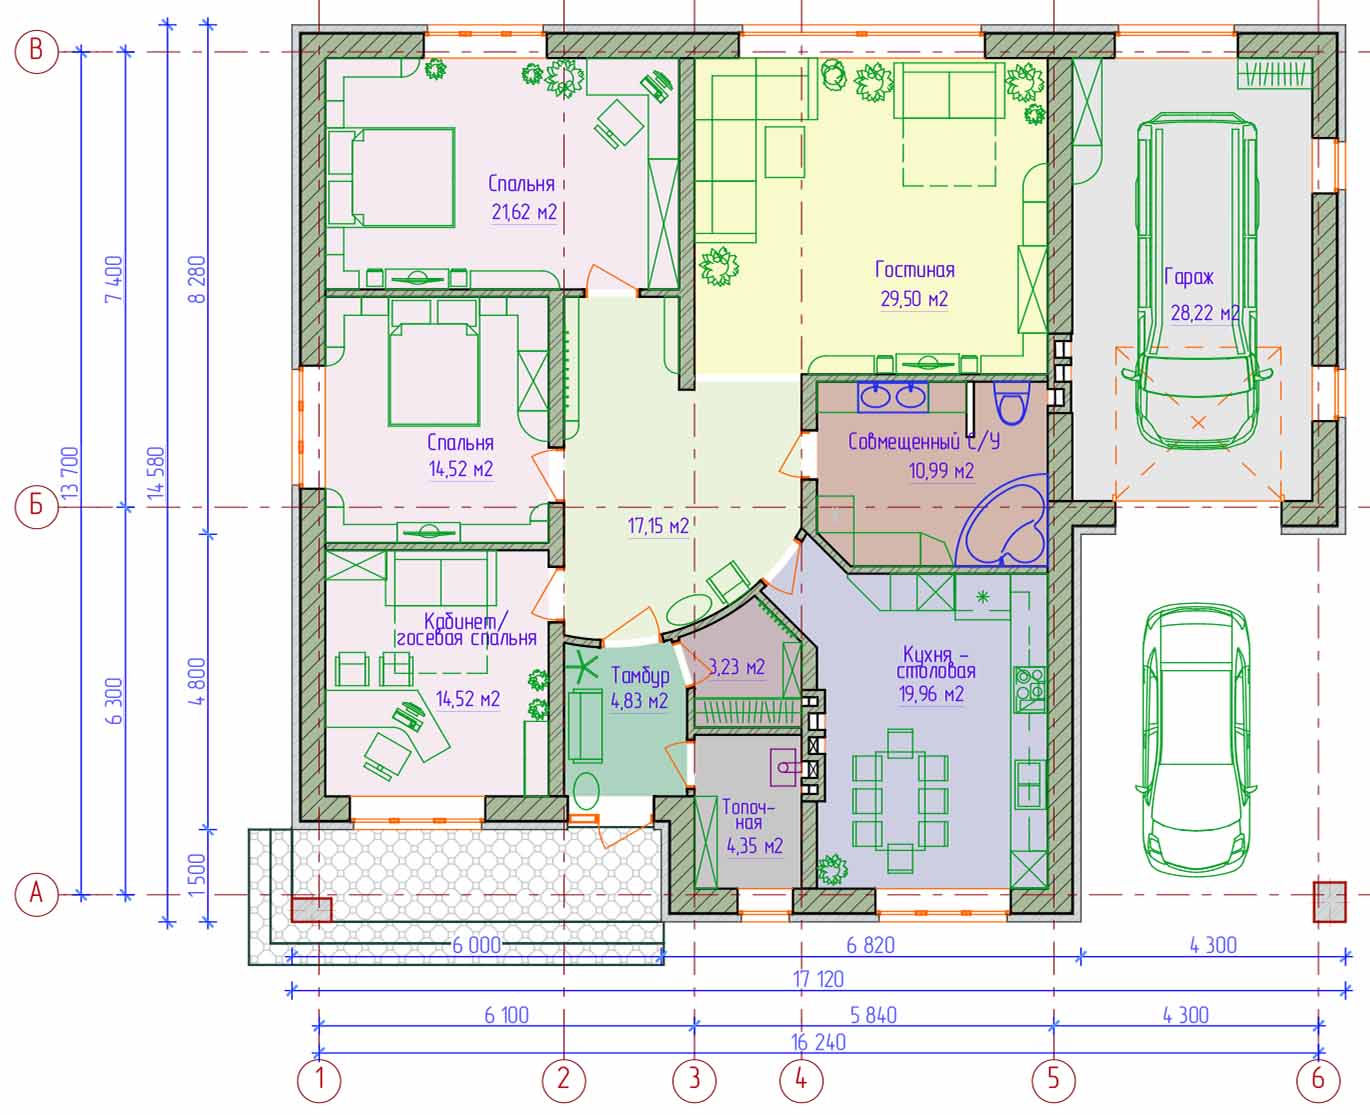 В
Спальня
21,62 м2
Гостиная
29,50 м2
Гараж
28,22 м2
7 400
8 280
Спальня
14,52 м2
Совмещенный С/У
10,99 м2
13 700
14 580
Б
17,15 м2
Кабинет/
госевая спальня
14,52 м2
Тамбур
4,83 м2
3,23 м2
Кухня –
столовая
19,96 м2
6 300
4 800
Топоч-
ная
4,35 м2
1 500
А
6 000
6 820
4 300
17 120
6 100
5 840
4 300
16 240
1
2
3
4
5
6